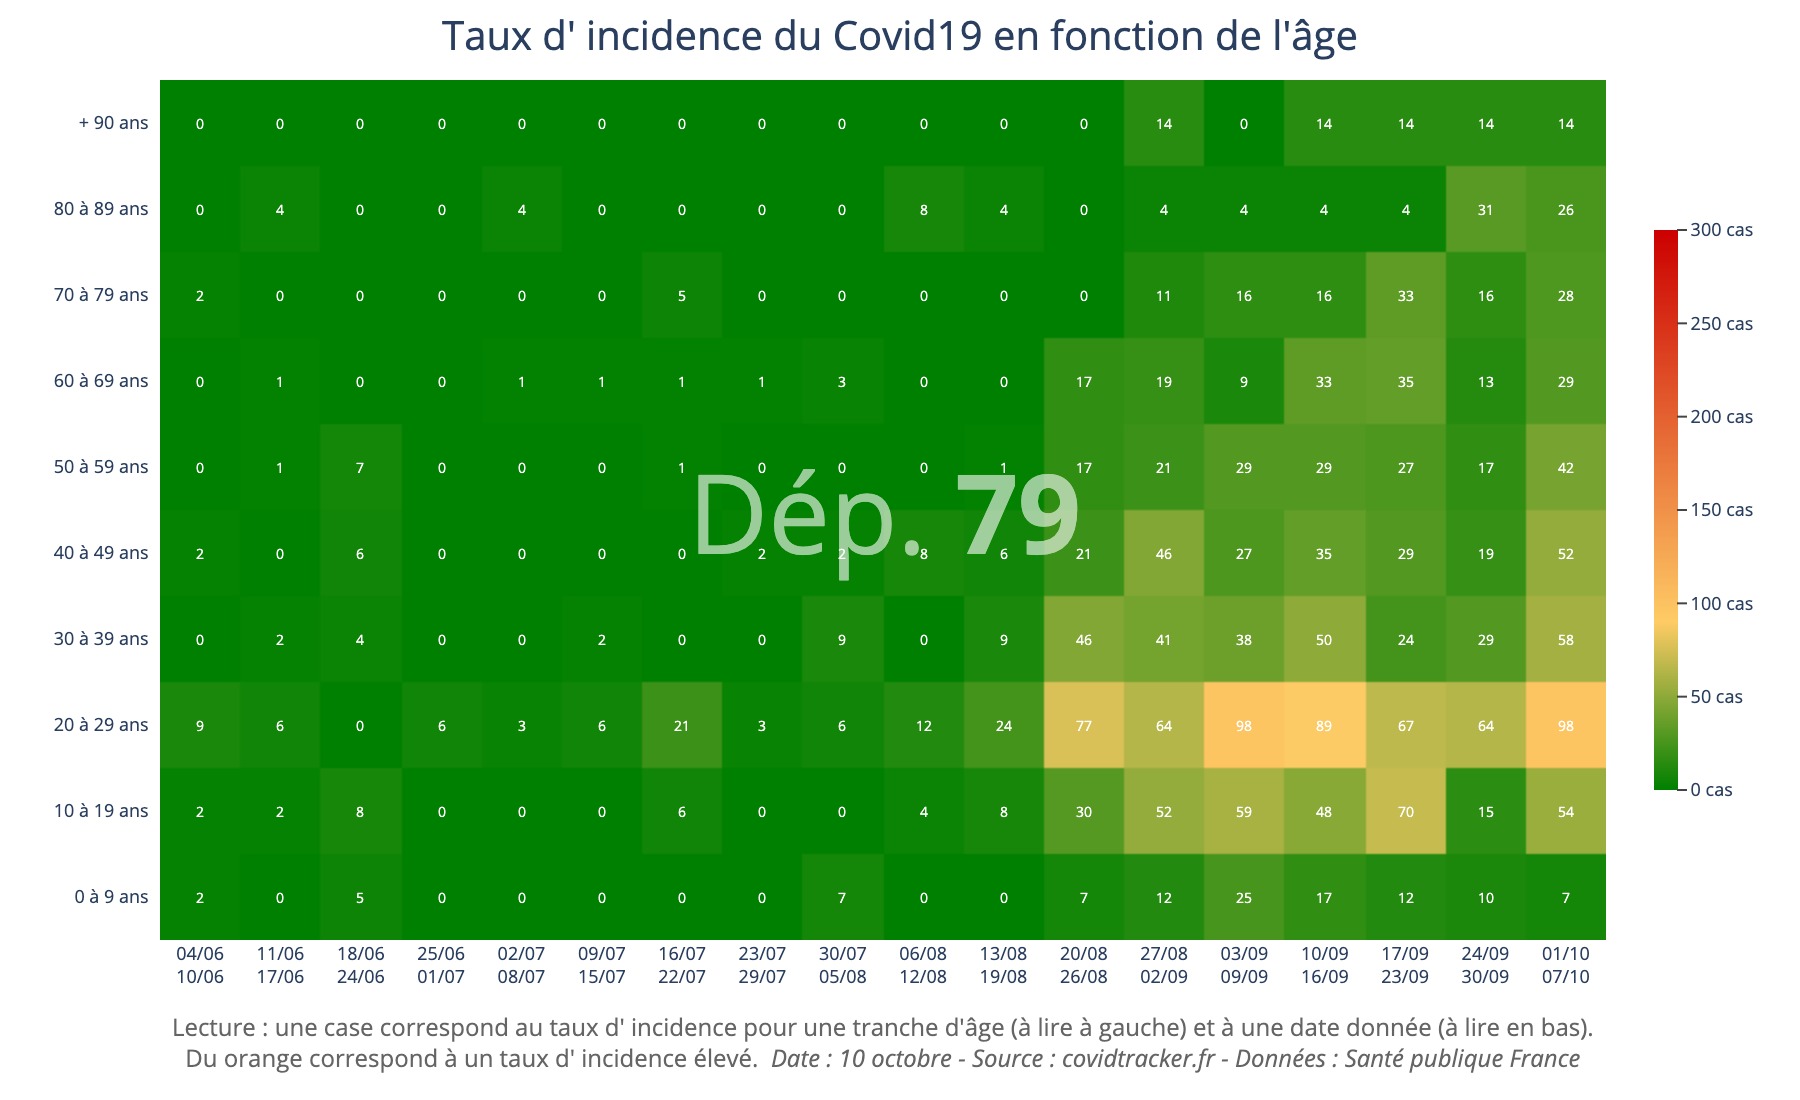 Taux d' incidence du Covid19 en fonction de l'âge
+ 90 ans 0 0 0 0 0 0 0 0 0 0 0 0 14 0 14 14 14 14
80 à 89 ans 0 4 0 0 4 0 0 0 0 8 4 0 4 4 4 4 31 26
70 à 79 ans 2 0 0 0 0 0 5 0 0 0 0 0 11 16 16 33 16 28
60 à 69 ans 0 1 0 0 1 1 1 1 3 0 0 17 19 9 33 35 13 29
50 à 59 ans 0 1 7 0 0 0 1 0 0 0 1 17 21 29 29 27 17 42
Dép. 79
40 à 49 ans 2 0 6 0 0 0 0 2 2 8 6 21 46 27 35 29 19 52
30 à 39 ans 0 2 4 0 0 2 0 0 9 0 9 46 41 38 50 24 29 58
20 à 29 ans 9 6 0 6 3 6 21 3 6 12 24 77 64 98 89 67 64 98
10 à 19 ans 2 2 8 0 0 0 6 0 0 4 8 30 52 59 48 70 15 54
0 à 9 ans 2 0 5 0 0 0 0 0 7 0 0 7 12 25 17 12 10 7
04/06 11/06 18/06 25/06 02/07 09/07 16/07 23/07 30/07 06/08 13/08 20/08 27/08 03/09 10/09 17/09 24/09 01/10
10/06 17/06 24/06 01/07 08/07 15/07 22/07 29/07 05/08 12/08 19/08 26/08 02/09 09/09 16/09 23/09 30/09 07/10
300 cas
250 cas
200 cas
150 cas
100 cas
50 cas
0 cas
Lecture : une case correspond au taux d' incidence pour une tranche d'âge (à lire à gauche) et à une date donnée (à lire en bas).
Du orange correspond à un taux d' incidence élevé. Date : 10 octobre - Source : covidtracker.fr - Données : Santé publique France